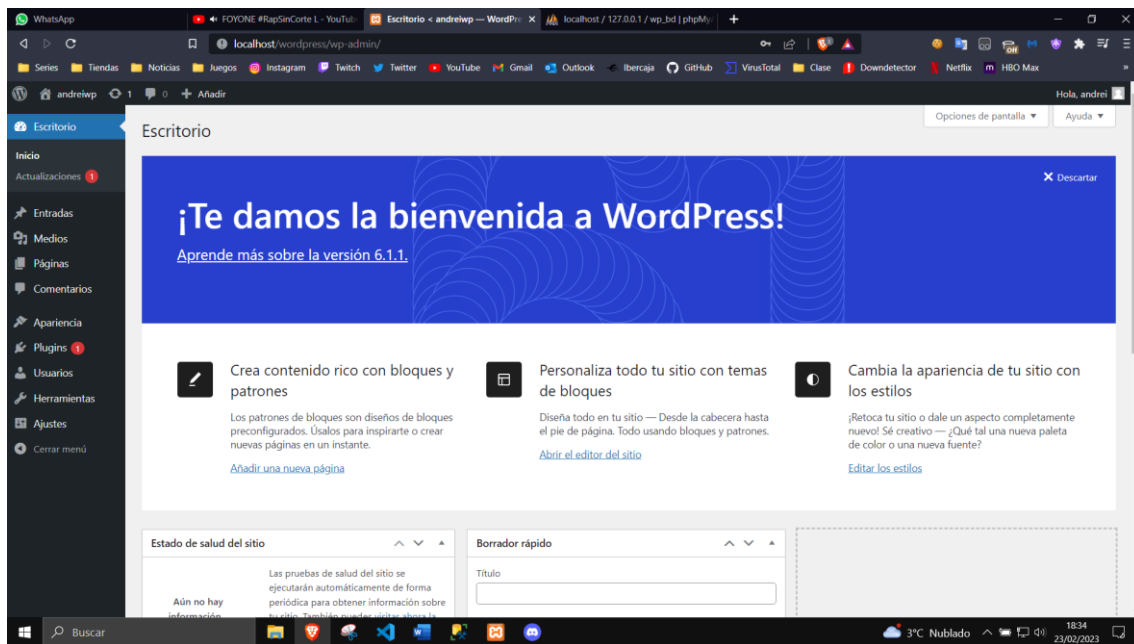 WhatsApp
FOYONE #RapSinCorte L - YouTub
Escritorio < andreiwp — WordPre
localhost / 127.0.0.1 / wp_bd | phpMy
localhost/wordpress/wp-admin/
Series Tiendas Noticias Juegos Instagram Twitch Twitter YouTube Gmail Outlook Ibercaja GitHub VirusTotal Clase Downdetector Netflix HBO Max
andreiwp 1 0 Añadir
Hola, andrei
Escritorio
Inicio
Actualizaciones 1
Entradas
Medios
Páginas
Comentarios
Apariencia
Plugins 1
Usuarios
Herramientas
Ajustes
Cerrar menú
Escritorio
Opciones de pantalla
Ayuda
Descartar
¡Te damos la bienvenida a WordPress!
Aprende más sobre la versión 6.1.1.
Crea contenido rico con bloques y
patrones
Los patrones de bloques son diseños de bloques
preconfigurados. Úsalos para inspirarte o crear
nuevas páginas en un instante.
Añadir una nueva página
Personaliza todo tu sitio con temas
de bloques
Diseña todo en tu sitio — Desde la cabecera hasta
el pie de página. Todo usando bloques y patrones.
Abrir el editor del sitio
Cambia la apariencia de tu sitio con
los estilos
¡Retoca tu sitio o dale un aspecto completamente
nuevo! Sé creativo — ¿Qué tal una nueva paleta
de color o una nueva fuente?
Editar los estilos
Estado de salud del sitio
Aún no hay
información
Las pruebas de salud del sitio se
ejecutarán automáticamente de forma
periódica para obtener información sobre
tu sitio. También puedes visitar ahora la
Borrador rápido
Título
Buscar
3°C Nublado
18:34
23/02/2023